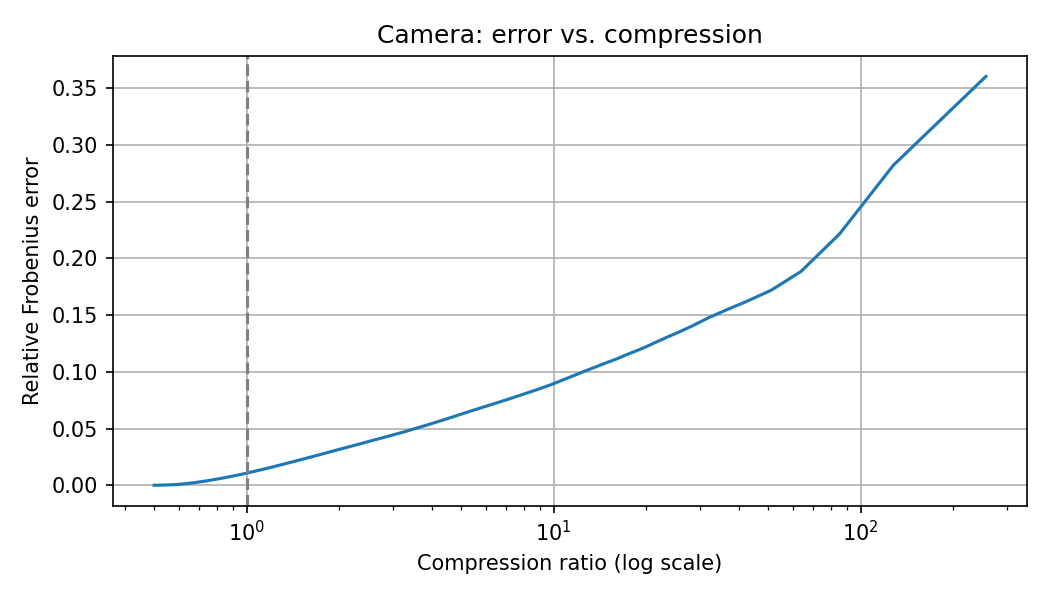 Camera: error vs. compression
Relative Frobenius error
0.35
0.30
0.25
0.20
0.15
0.10
0.05
0.00
10⁰ 10¹ 10²
Compression ratio (log scale)